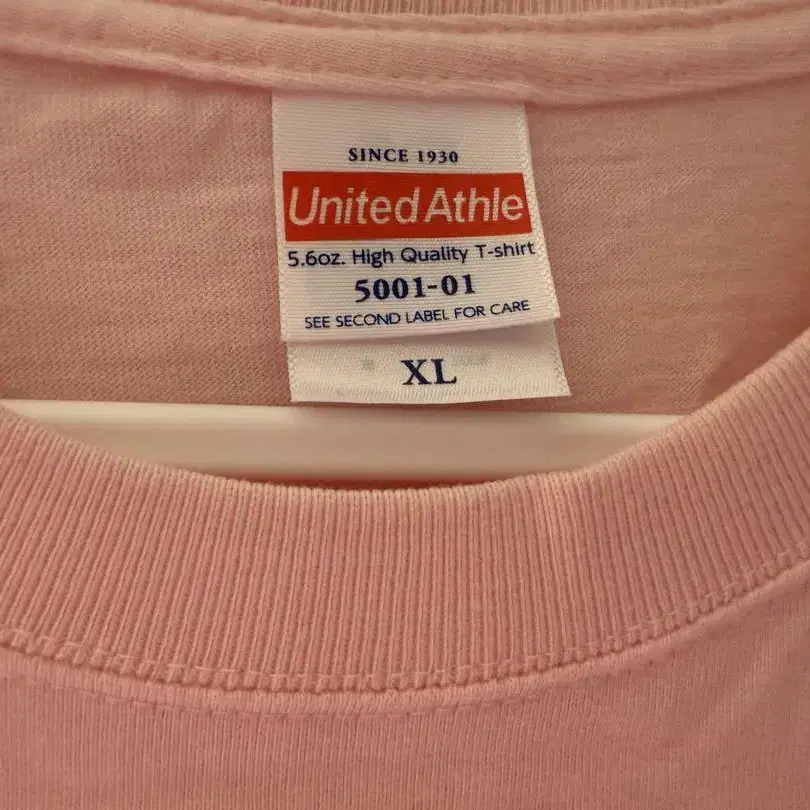 SINCE 1930
United Athle
5.6oz. High Quality T-shirt
5001-01
SEE SECOND LABEL FOR CARE
XL